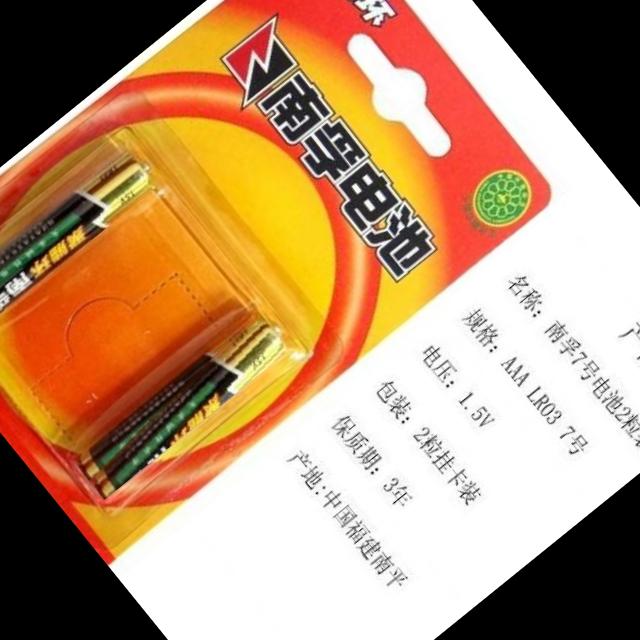 环
南孚电池
名称：南孚7号电池2粒装
规格：AAA LR03 7号
电压：1.5V
包装：2粒挂卡装
保质期：3年
产地:中国福建南平